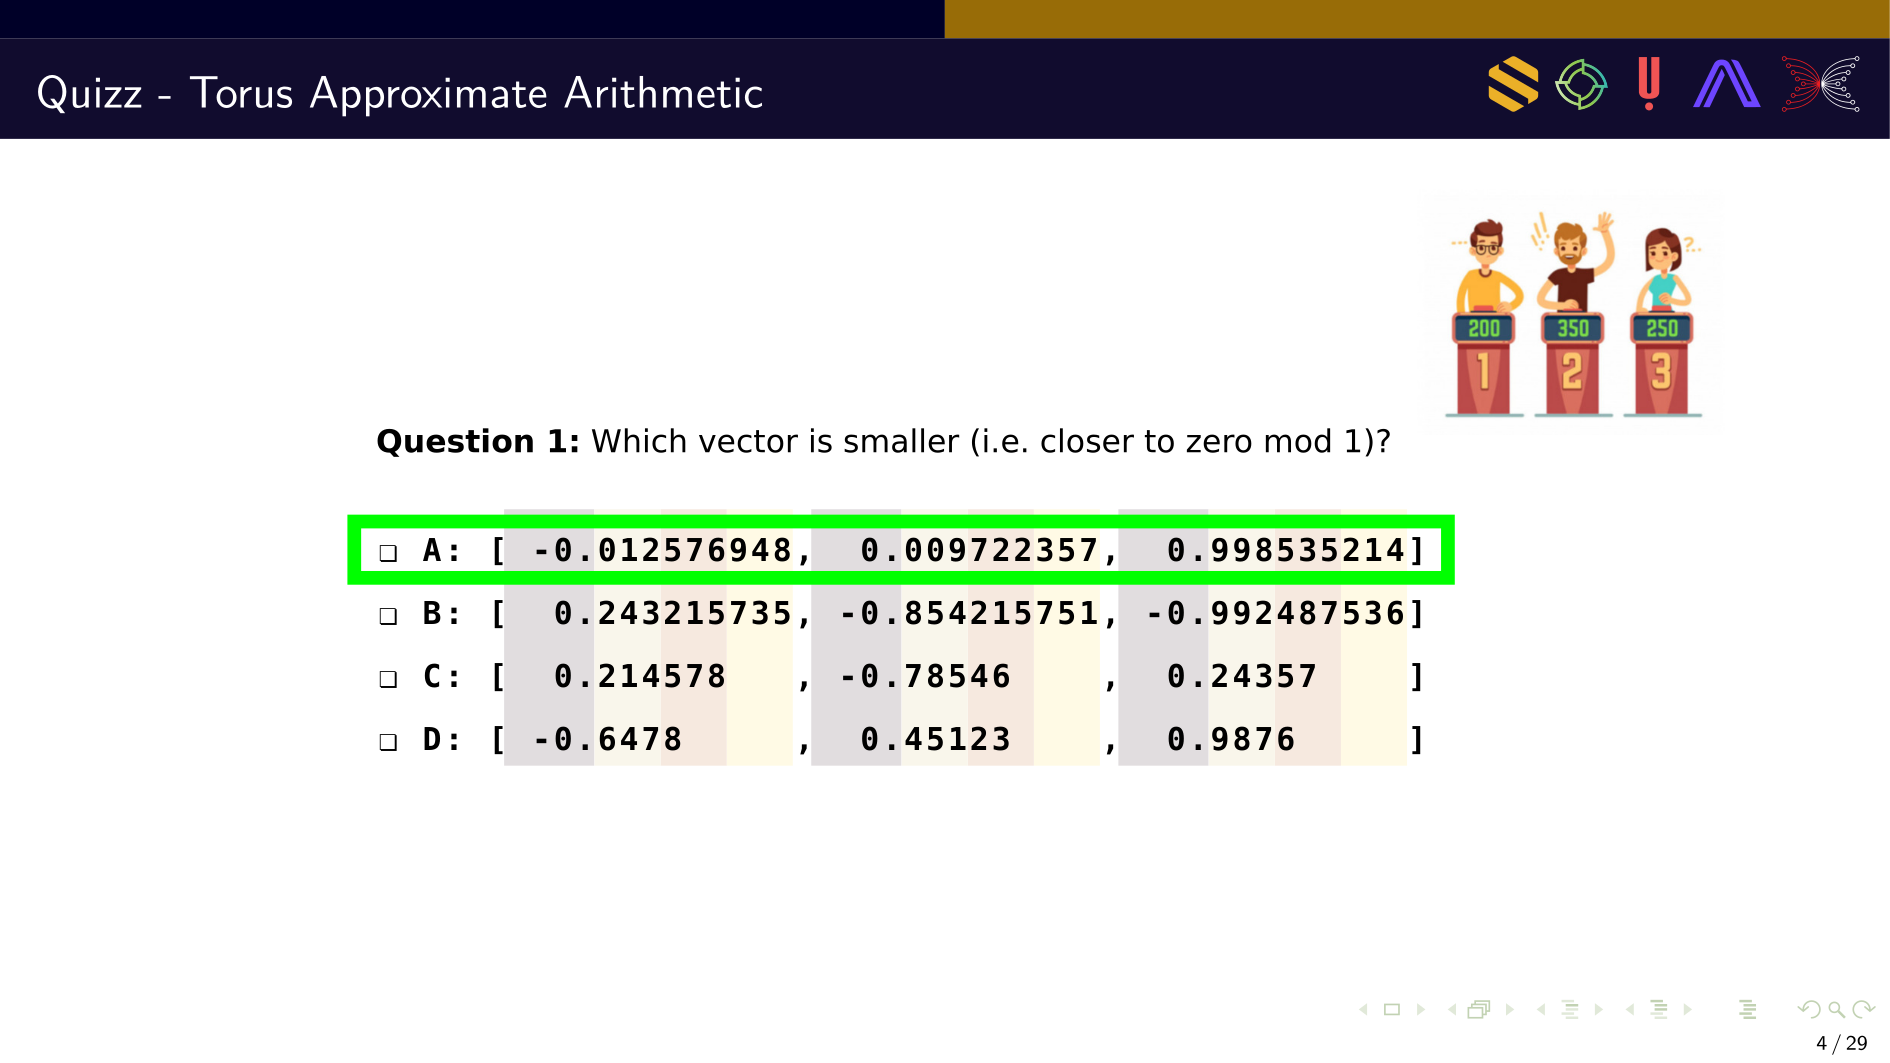 Quizz - Torus Approximate Arithmetic
200 350 250
1 2 3
Question 1: Which vector is smaller (i.e. closer to zero mod 1)?
❏ A: [ -0.012576948, 0.009722357, 0.998535214]
❏ B: [ 0.243215735, -0.854215751, -0.992487536]
❏ C: [ 0.214578 , -0.78546 , 0.24357 ]
❏ D: [ -0.6478 , 0.45123 , 0.9876 ]
4 / 29